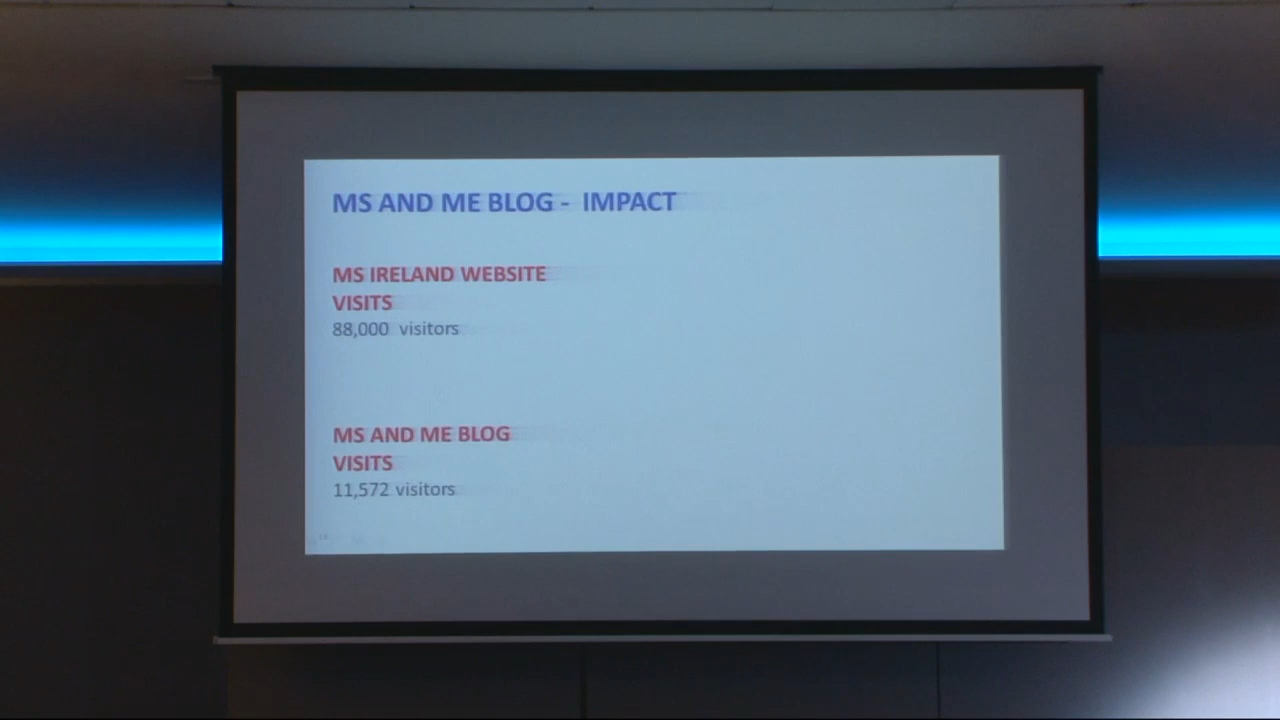 MS AND ME BLOG - IMPACT
MS IRELAND WEBSITE
VISITS
88,000 visitors
MS AND ME BLOG
VISITS
11,572 visitors